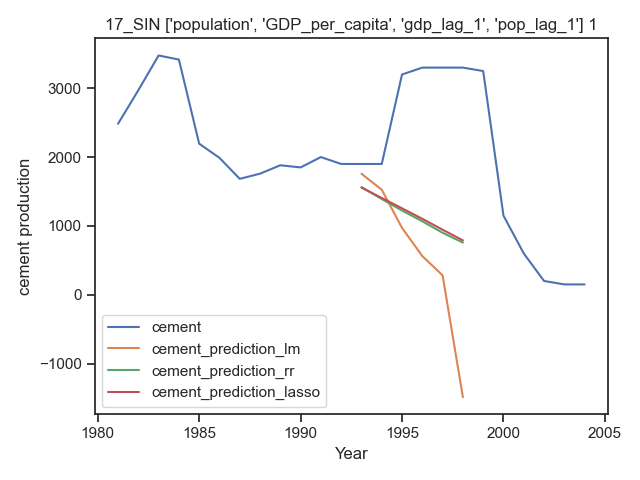 17_SIN ['population', 'GDP_per_capita', 'gdp_lag_1', 'pop_lag_1'] 1
3000
2000
1000
0
−1000
cement production
cement
cement_prediction_lm
cement_prediction_rr
cement_prediction_lasso
1980 1985 1990 1995 2000 2005
Year